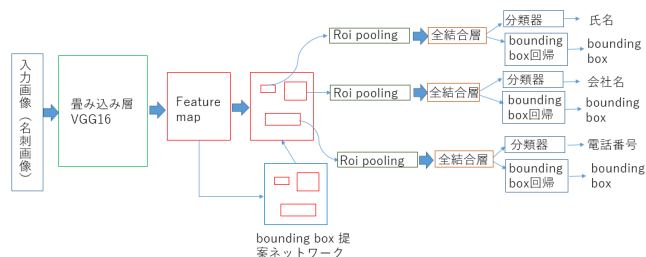 入力画像（名刺画像）
畳み込み層
VGG16
Feature
map
bounding box 提
案ネットワーク
Roi pooling
全結合層
分類器
氏名
bounding
box回帰
bounding
box
Roi pooling
全結合層
分類器
会社名
bounding
box回帰
bounding
box
Roi pooling
全結合層
分類器
電話番号
bounding
box回帰
bounding
box